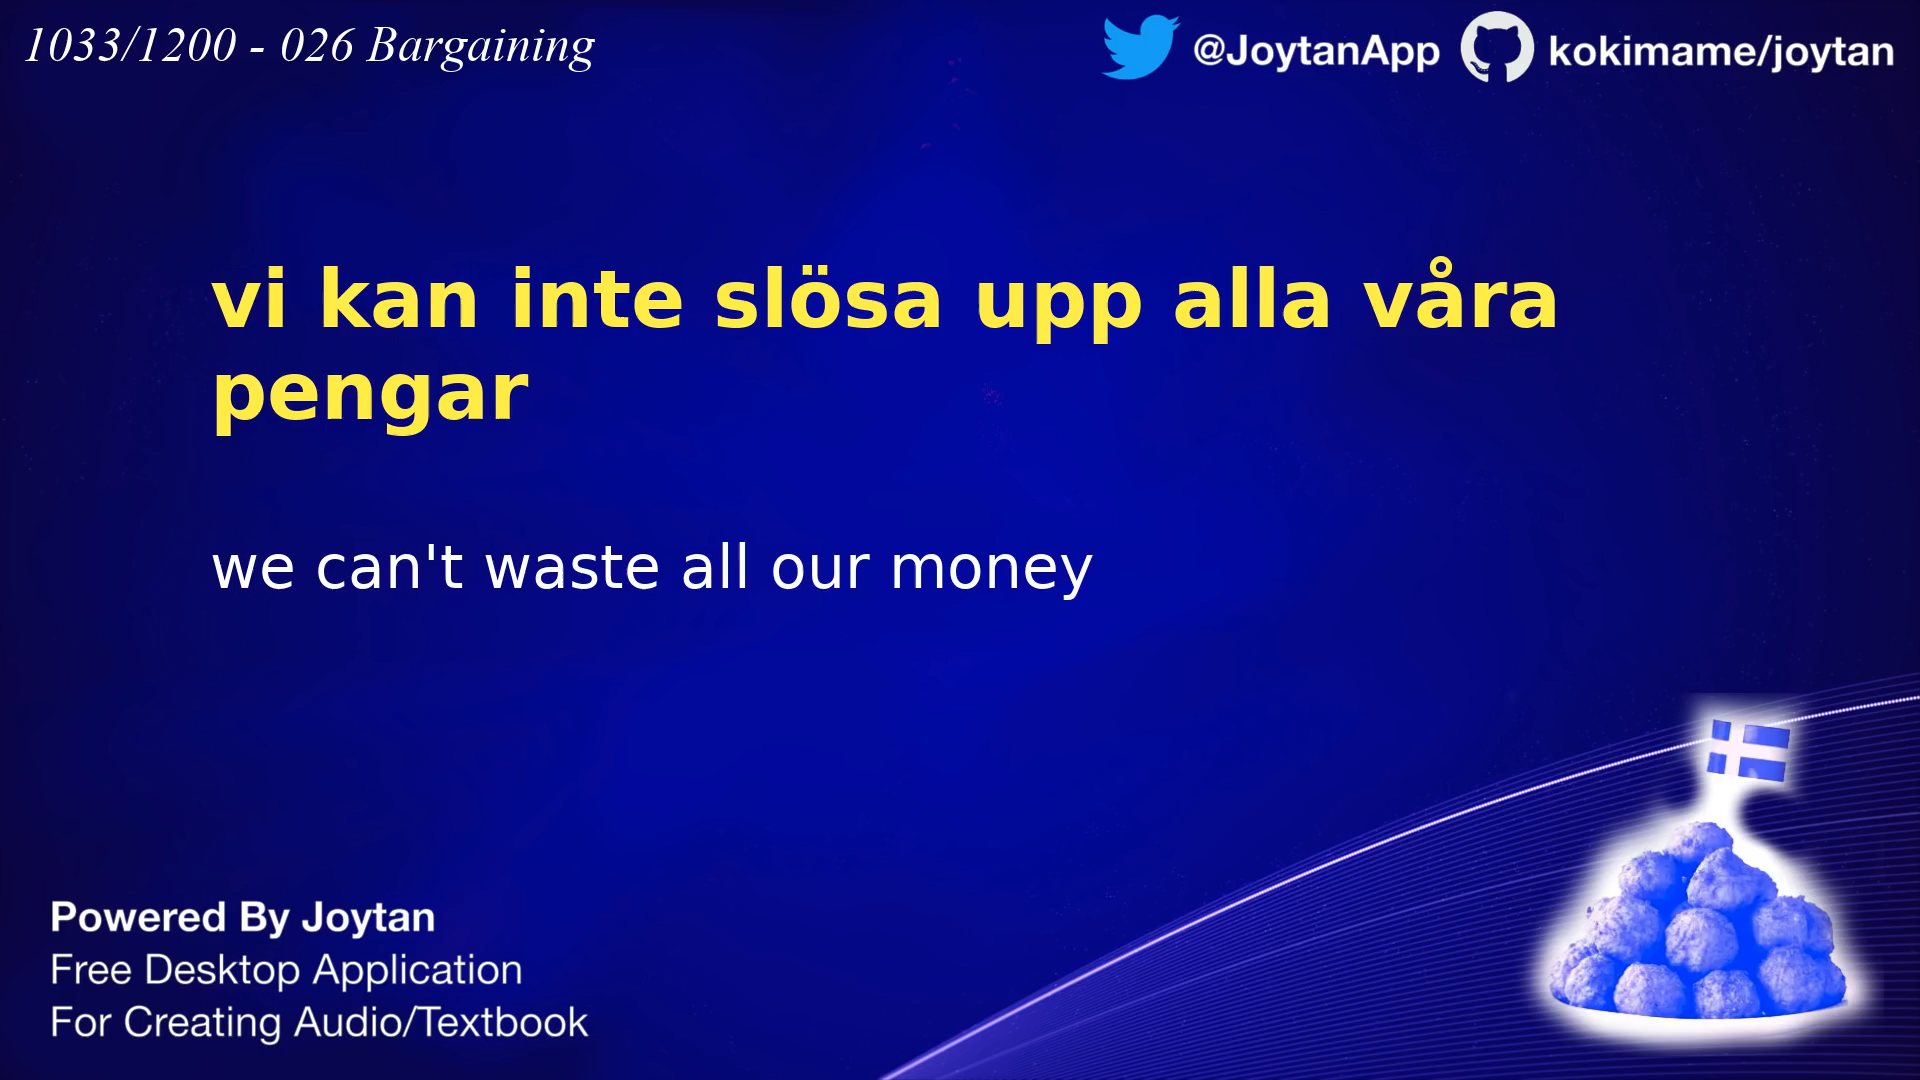 1033/1200 - 026 Bargaining
@JoytanApp kokimame/joytan
vi kan inte slösa upp alla våra
pengar
we can't waste all our money
Powered By Joytan
Free Desktop Application
For Creating Audio/Textbook